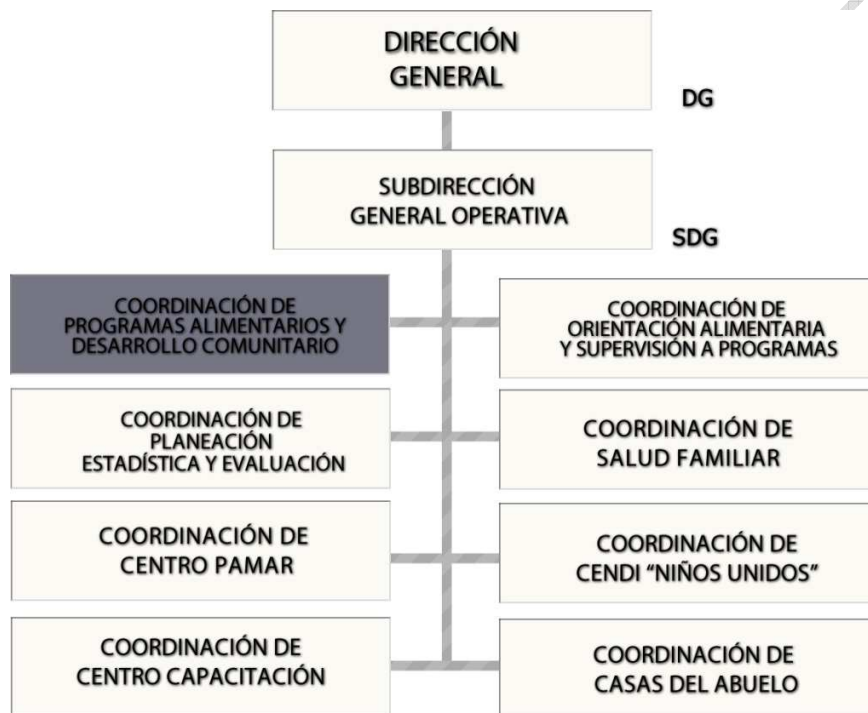 DIRECCIÓN
GENERAL
DG
SUBDIRECCIÓN
GENERAL OPERATIVA
SDG
COORDINACIÓN DE
PROGRAMAS ALIMENTARIOS Y
DESARROLLO COMUNITARIO
COORDINACIÓN DE
ORIENTACIÓN ALIMENTARIA
Y SUPERVISIÓN A PROGRAMAS
COORDINACIÓN DE
PLANEACIÓN
ESTADÍSTICA Y EVALUACIÓN
COORDINACIÓN DE
SALUD FAMILIAR
COORDINACIÓN DE
CENTRO PAMAR
COORDINACIÓN DE
CENDI “NIÑOS UNIDOS”
COORDINACIÓN DE
CENTRO CAPACITACIÓN
COORDINACIÓN DE
CASAS DEL ABUELO